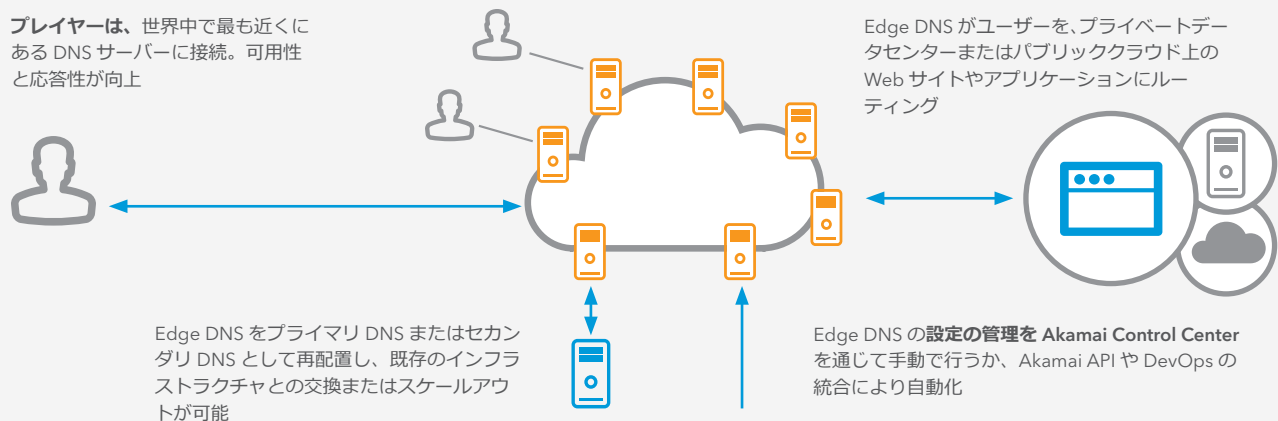 プレイヤーは、世界中で最も近くに
ある DNS サーバーに接続。可用性
と応答性が向上
Edge DNS がユーザーを、プライベートデー
タセンターまたはパブリッククラウド上の
Web サイトやアプリケーションにルー
ティング
Edge DNS をプライマリ DNS またはセカン
ダリ DNS として再配置し、既存のインフラ
ストラクチャとの交換またはスケールアウ
トが可能
Edge DNS の設定の管理を Akamai Control Center
を通じて手動で行うか、Akamai API や DevOps の
統合により自動化